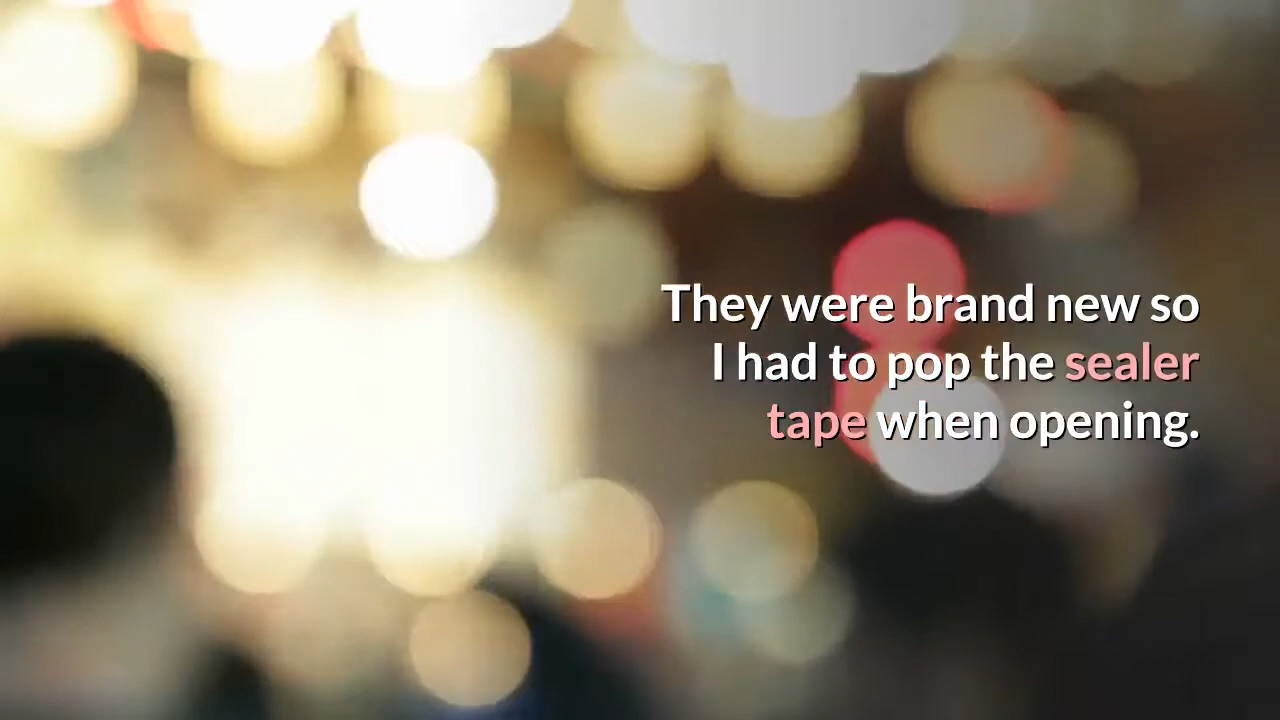 They were brand new so
I had to pop the sealer
tape when opening.